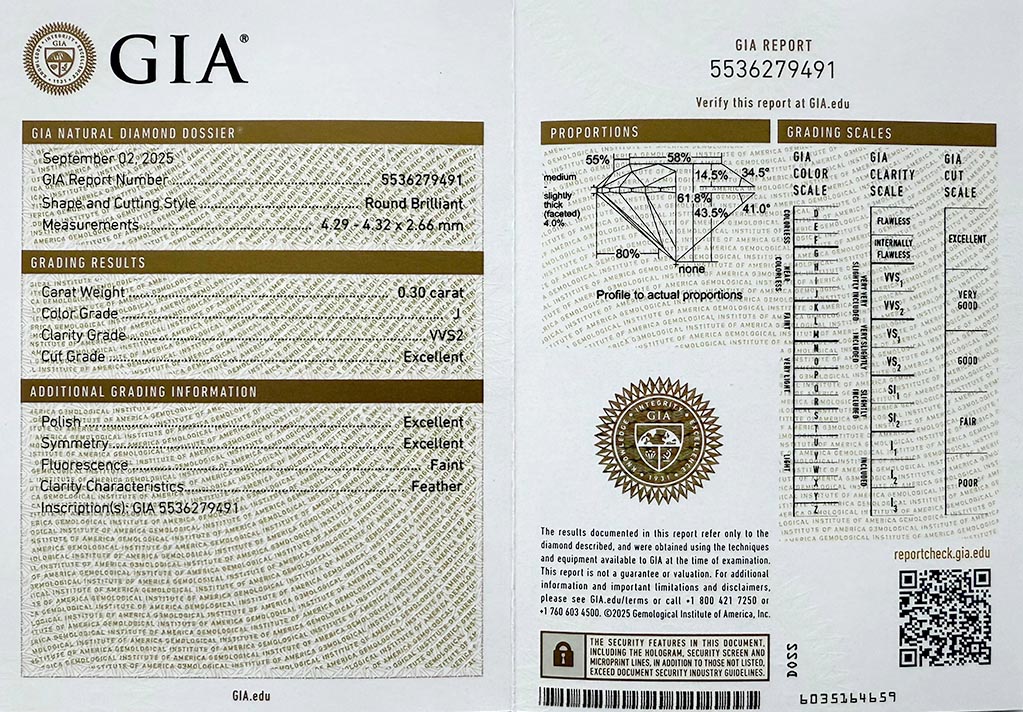 GIA®
GIA NATURAL DIAMOND DOSSIER®
September 02, 2025
GIA Report Number 5536279491
Shape and Cutting Style Round Brilliant
Measurements 4.29 - 4.32 x 2.66 mm
GRADING RESULTS
Carat Weight 0.30 carat
Color Grade J
Clarity Grade VVS2
Cut Grade Excellent
ADDITIONAL GRADING INFORMATION
Polish Excellent
Symmetry Excellent
Fluorescence Faint
Clarity Characteristics Feather
Inscription(s): GIA 5536279491
GIA.edu
GIA REPORT
5536279491
Verify this report at GIA.edu
PROPORTIONS
55%
58%
14.5%
34.5°
medium
-
slightly
thick
(faceted)
4.0%
61.8%
43.5%
41.0°
80%
none
Profile to actual proportions
GIA
INTEGRITY
1931
The results documented in this report refer only to the
diamond described, and were obtained using the techniques
and equipment available to GIA at the time of examination.
This report is not a guarantee or valuation. For additional
information and important limitations and disclaimers,
please see GIA.edu/terms or call +1 800 421 7250 or
+1 760 603 4500. ©2025 Gemological Institute of America, Inc.
THE SECURITY FEATURES IN THIS DOCUMENT,
INCLUDING THE HOLOGRAM, SECURITY SCREEN AND
MICROPRINT LINES, IN ADDITION TO THOSE NOT LISTED,
EXCEED DOCUMENT SECURITY INDUSTRY GUIDELINES.
GRADING SCALES
GIA
COLOR
SCALE
COLORLESS
D
E
F
NEAR
COLORLESS
G
H
I
J
FAINT
K
L
M
VERY LIGHT
N
O
P
Q
R
LIGHT
S
T
U
V
W
X
Y
Z
GIA
CLARITY
SCALE
FLAWLESS
INTERNALLY
FLAWLESS
VERY VERY
SLIGHTLY INCLUDED
VVS1
VVS2
VERY SLIGHTLY
INCLUDED
VS1
VS2
SLIGHTLY
INCLUDED
SI1
SI2
INCLUDED
I1
I2
I3
GIA
CUT
SCALE
EXCELLENT
VERY
GOOD
GOOD
FAIR
POOR
reportcheck.gia.edu
DOSS
6035164659